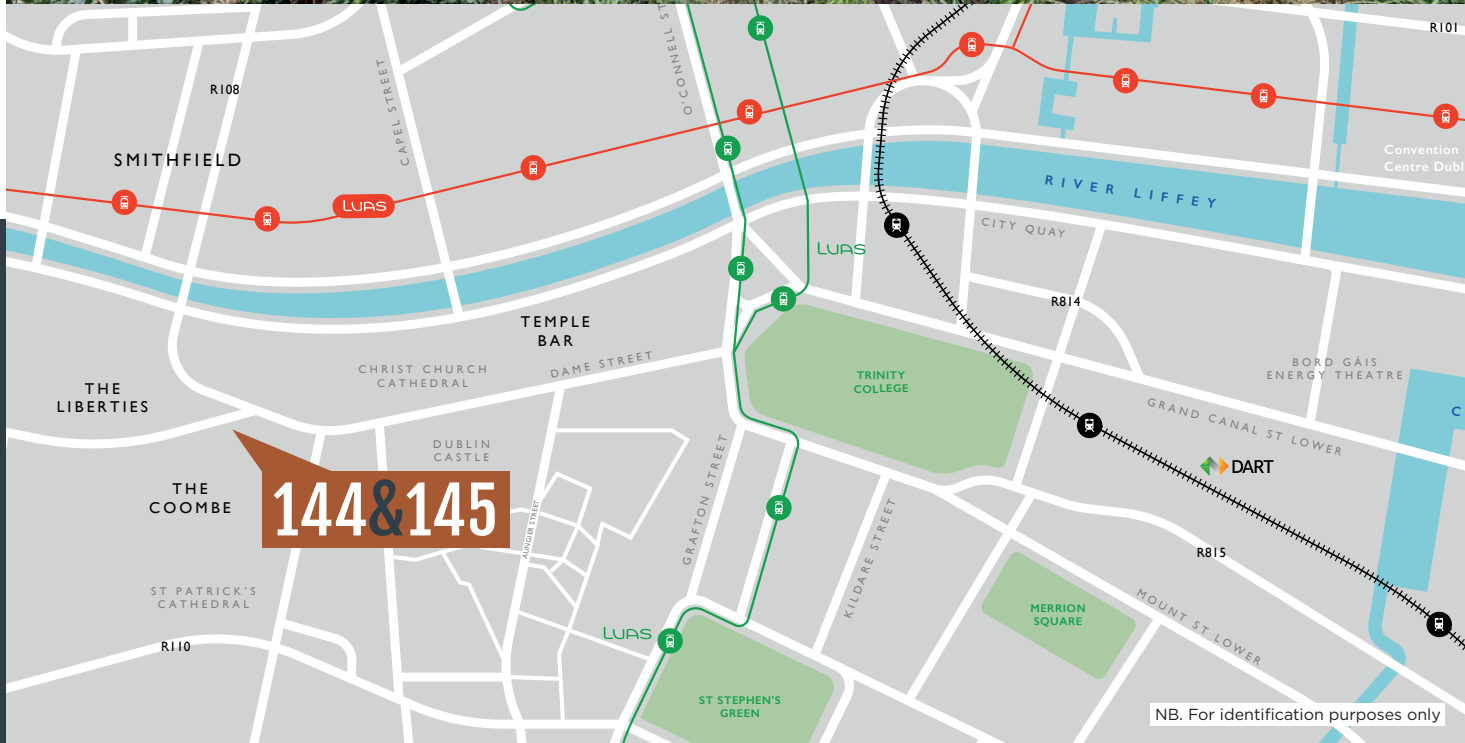 R101
R108
CAPEL STREET
O'CONNELL ST
SMITHFIELD
Convention
Centre Dubl
LUAS
RIVER LIFFEY
CITY QUAY
LUAS
R814
TEMPLE
BAR
CHRIST CHURCH
CATHEDRAL
DAME STREET
TRINITY
COLLEGE
BORD GÁIS
ENERGY THEATRE
THE
LIBERTIES
GRAND CANAL ST LOWER
C
DUBLIN
CASTLE
DART
THE
COOMBE
144&145
AUNGIER STREET
GRAFTON STREET
KILDARE STREET
R815
ST PATRICK'S
CATHEDRAL
MERRION
SQUARE
MOUNT ST LOWER
LUAS
R110
ST STEPHEN'S
GREEN
NB. For identification purposes only